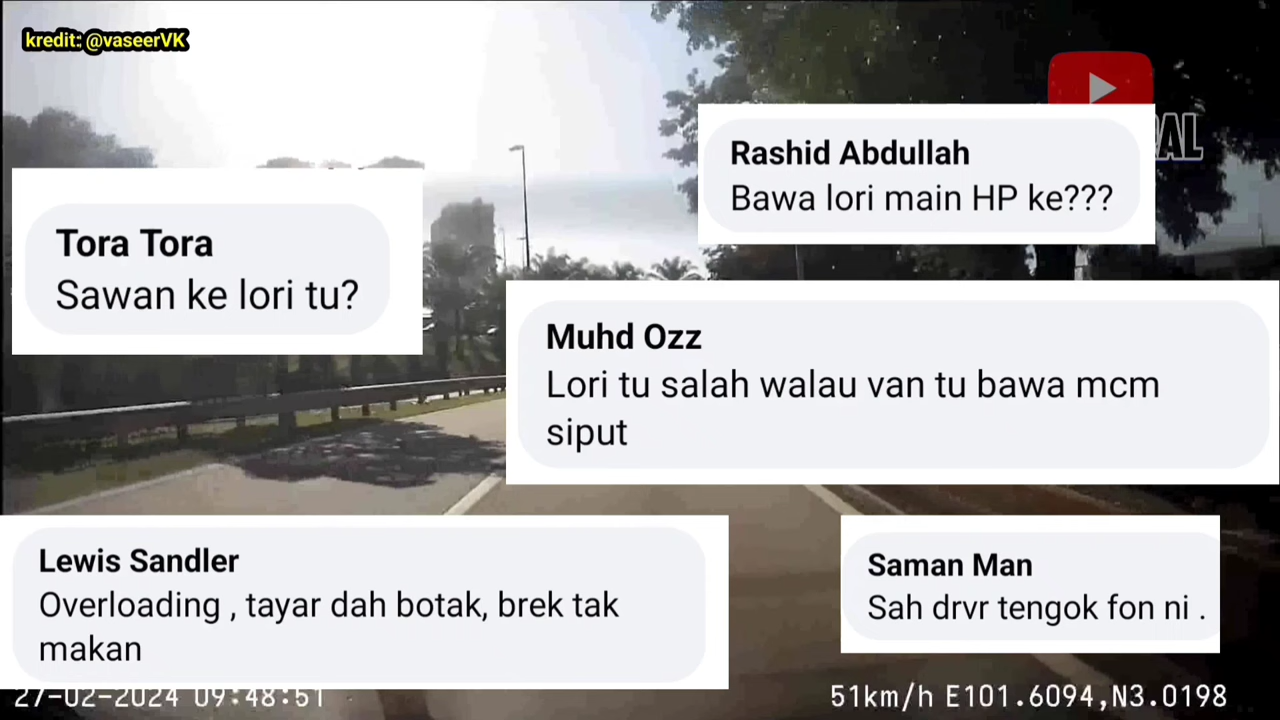 kredit: @vaseerVK
Rashid Abdullah
Bawa lori main HP ke???
Tora Tora
Sawan ke lori tu?
Muhd Ozz
Lori tu salah walau van tu bawa mcm
siput
Lewis Sandler
Overloading , tayar dah botak, brek tak
makan
Saman Man
Sah drvr tengok fon ni .
27-02-2024 09:48:51
51km/h E101.6094,N3.0198